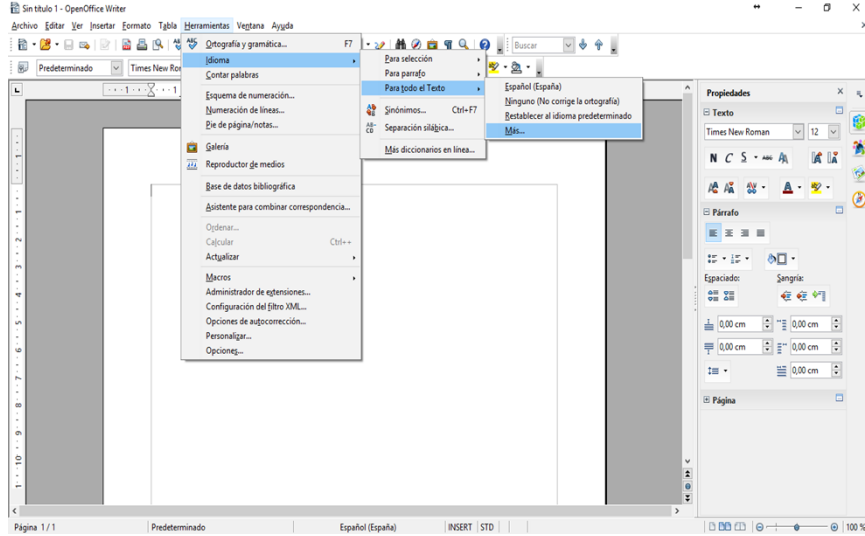 Sin título 1 - OpenOffice Writer
Archivo Editar Ver Insertar Formato Tabla Herramientas Ventana Ayuda
Buscar
Predeterminado
Times New Ro
Ortografía y gramática... F7
Idioma
Contar palabras
Esquema de numeración...
Numeración de líneas...
Pie de página/notas...
Galería
Reproductor de medios
Base de datos bibliográfica
Asistente para combinar correspondencia...
Ordenar...
Calcular Ctrl++
Actualizar
Macros
Administrador de extensiones...
Configuración del filtro XML...
Opciones de autocorrección...
Personalizar...
Opciones...
Para selección
Para parrafo
Para todo el Texto
Sinónimos... Ctrl+F7
Separación silábica...
Más diccionarios en línea...
Español (España)
Ninguno (No corrige la ortografía)
Restablecer al idioma predeterminado
Más...
Propiedades
Texto
Times New Roman 12
N C S
Párrafo
Espaciado: Sangría:
0,00 cm 0,00 cm
0,00 cm 0,00 cm
0,00 cm
Página
Página 1 / 1 Predeterminado Español (España) INSERT STD 100 %